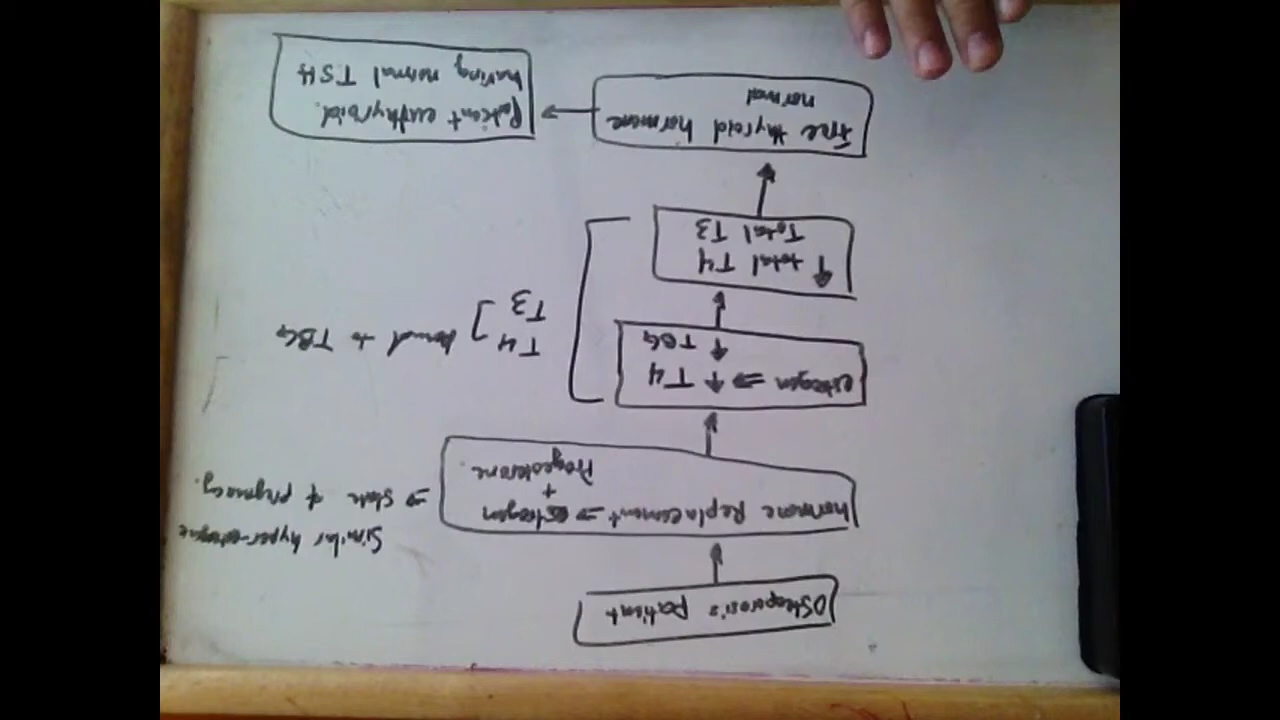 Osteoporosis patient
hormone Replacement ⇒ estrogen
+
Progesterone.
Similar hyper-estrogene
⇒ state of pregnancy.
estrogen ⇒ ↑ T4
↑ TBG
T4 ] bound to TBG
T3
↑ total T4
Total T3
free thyroid hormone
normal
Patient euthyroid.
having normal TSH